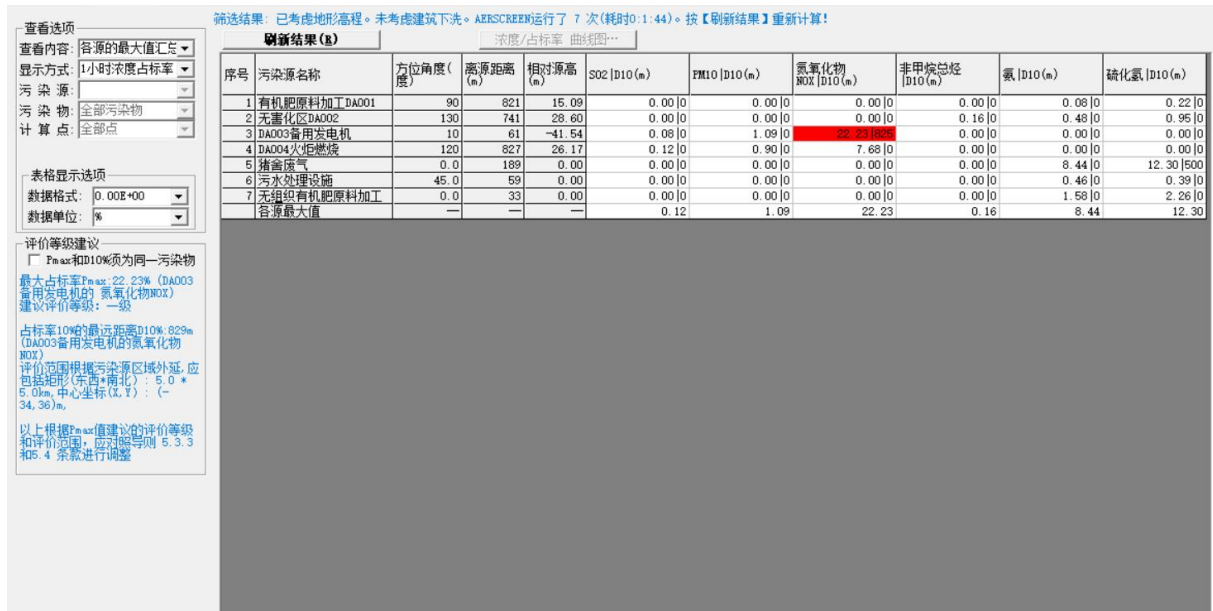 筛选结果: 已考虑地形高程。未考虑建筑下洗。AERSCREEN运行了 7 次(耗时0:1:44)。按【刷新结果】重新计算!
查看选项
查看内容: 各源的最大值汇总
显示方式: 1小时浓度占标率
污 染 源:
污 染 物: 全部污染物
计 算 点: 全部点
表格显示选项
数据格式: 0.00E+00
数据单位: %
评价等级建议
Pmax和D10%须为同一污染物
最大占标率Pmax:22.23% (DA003
备用发电机的 氮氧化物NOX)
建议评价等级: 一级
占标率10%的最远距离D10%:829m
(DA003备用发电机的氮氧化物
NOX)
评价范围根据污染源区域外延,应
包括矩形(东西*南北) : 5.0 *
5.0km,中心坐标(X,Y) : (-
34,36)m,
以上根据Pmax值建议的评价等级
和评价范围, 应对照导则 5.3.3
和5.4 条款进行调整
刷新结果(R) 浓度/占标率 曲线图…
序号 污染源名称 方位角度(度) 离源距离(m) 相对源高(m) SO2|D10(m) PM10|D10(m) 氮氧化物NOX|D10(m) 非甲烷总烃|D10(m) 氨|D10(m) 硫化氢|D10(m)
1 有机肥原料加工DA001 90 821 15.09 0.00|0 0.00|0 0.00|0 0.00|0 0.08|0 0.22|0
2 无害化区DA002 130 741 28.60 0.00|0 0.00|0 0.00|0 0.16|0 0.48|0 0.95|0
3 DA003备用发电机 10 61 -41.54 0.08|0 1.09|0 22.23|825 0.00|0 0.00|0 0.00|0
4 DA004火炬燃烧 120 827 26.17 0.12|0 0.90|0 7.68|0 0.00|0 0.00|0 0.00|0
5 猪舍废气 0.0 189 0.00 0.00|0 0.00|0 0.00|0 0.00|0 8.44|0 12.30|500
6 污水处理设施 45.0 59 0.00 0.00|0 0.00|0 0.00|0 0.00|0 0.46|0 0.39|0
7 无组织有机肥原料加工 0.0 33 0.00 0.00|0 0.00|0 0.00|0 0.00|0 1.58|0 2.26|0
各源最大值 — — — 0.12 1.09 22.23 0.16 8.44 12.30